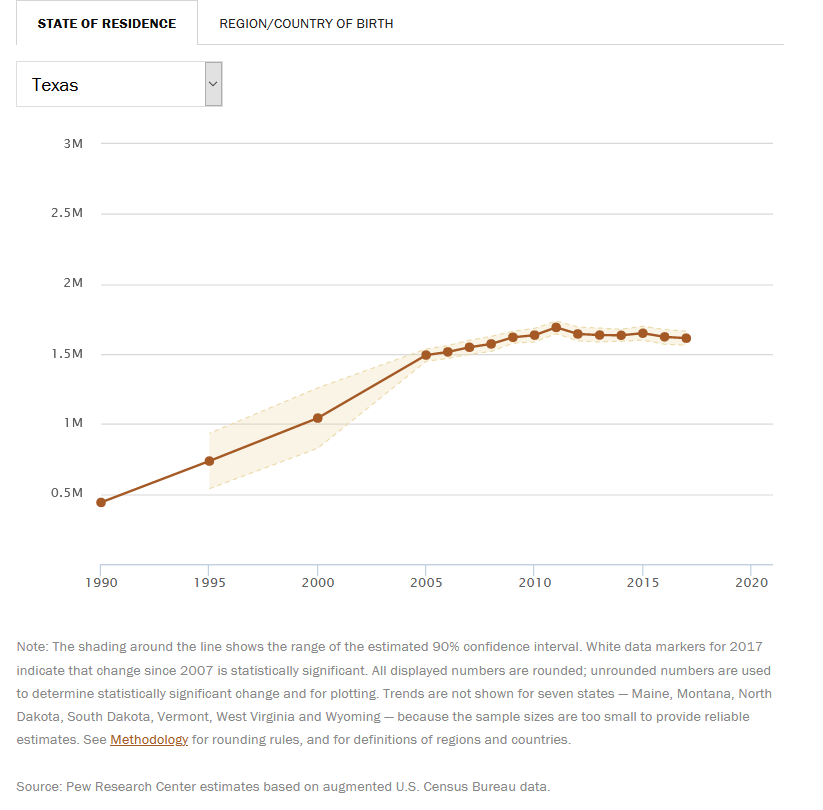 STATE OF RESIDENCE
REGION/COUNTRY OF BIRTH
Texas
3M
2.5M
2M
1.5M
1M
0.5M
1990
1995
2000
2005
2010
2015
2020
Note: The shading around the line shows the range of the estimated 90% confidence interval. White data markers for 2017
indicate that change since 2007 is statistically significant. All displayed numbers are rounded; unrounded numbers are used
to determine statistically significant change and for plotting. Trends are not shown for seven states — Maine, Montana, North
Dakota, South Dakota, Vermont, West Virginia and Wyoming — because the sample sizes are too small to provide reliable
estimates. See Methodology for rounding rules, and for definitions of regions and countries.
Source: Pew Research Center estimates based on augmented U.S. Census Bureau data.